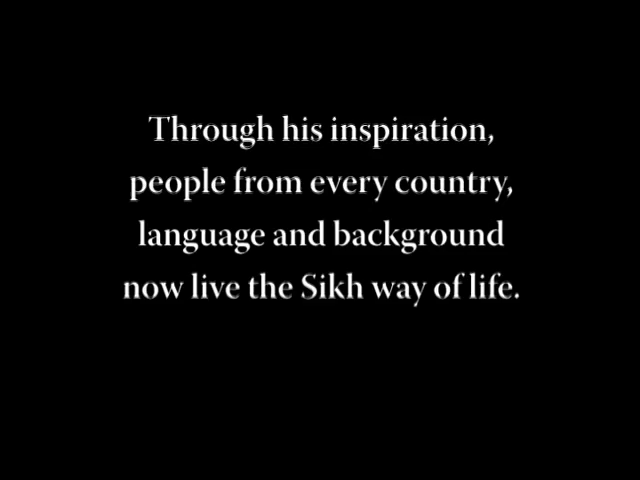 Through his inspiration,
people from every country,
language and background
now live the Sikh way of life.